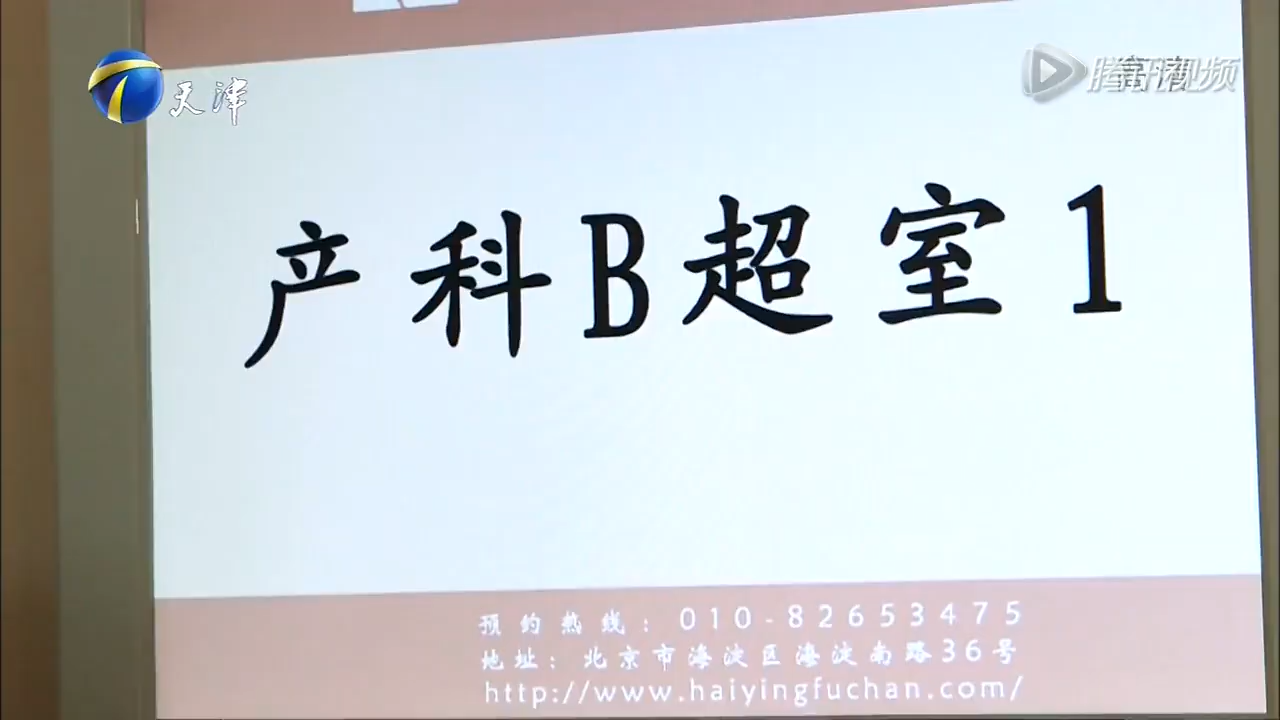 天津
腾讯视频
产科B超室1
预约热线：010-82653475
地址：北京市海淀区海淀南路36号
http://www.haiyingfuchan.com/